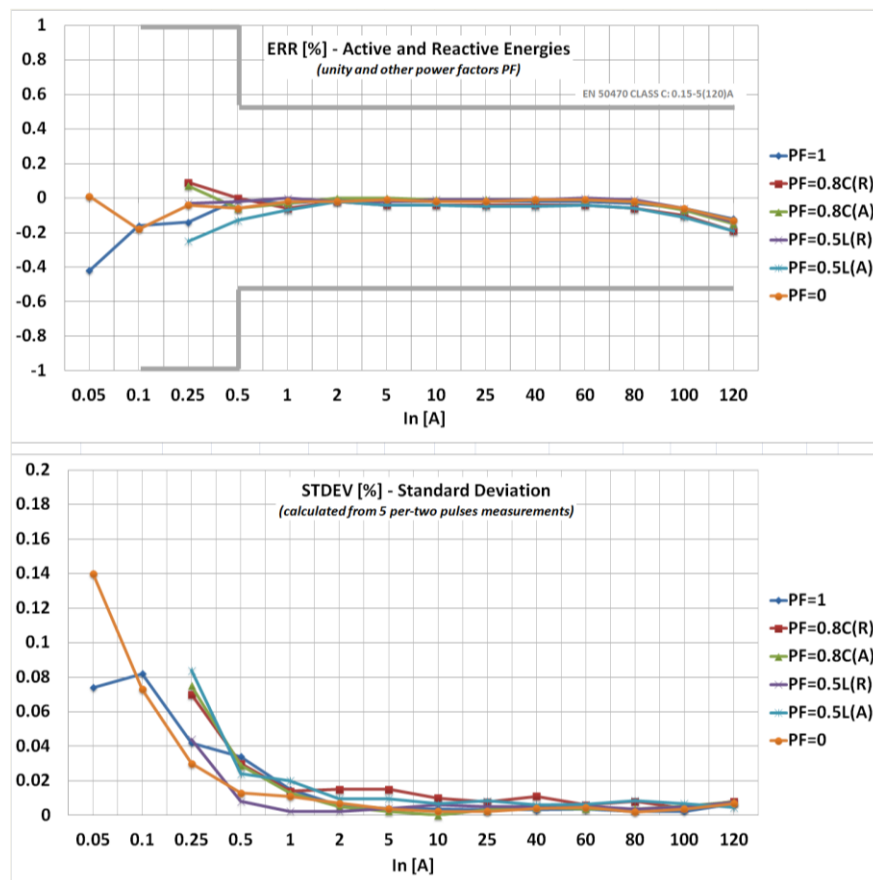 ERR [%] - Active and Reactive Energies
(unity and other power factors PF)
EN 50470 CLASS C: 0.15-5(120)A
1
0.8
0.6
0.4
0.2
0
-0.2
-0.4
-0.6
-0.8
-1
0.05 0.1 0.25 0.5 1 2 5 10 25 40 60 80 100 120
In [A]
PF=1
PF=0.8C(R)
PF=0.8C(A)
PF=0.5L(R)
PF=0.5L(A)
PF=0
STDEV [%] - Standard Deviation
(calculated from 5 per-two pulses measurements)
0.2
0.18
0.16
0.14
0.12
0.1
0.08
0.06
0.04
0.02
0
0.05 0.1 0.25 0.5 1 2 5 10 25 40 60 80 100 120
In [A]
PF=1
PF=0.8C(R)
PF=0.8C(A)
PF=0.5L(R)
PF=0.5L(A)
PF=0